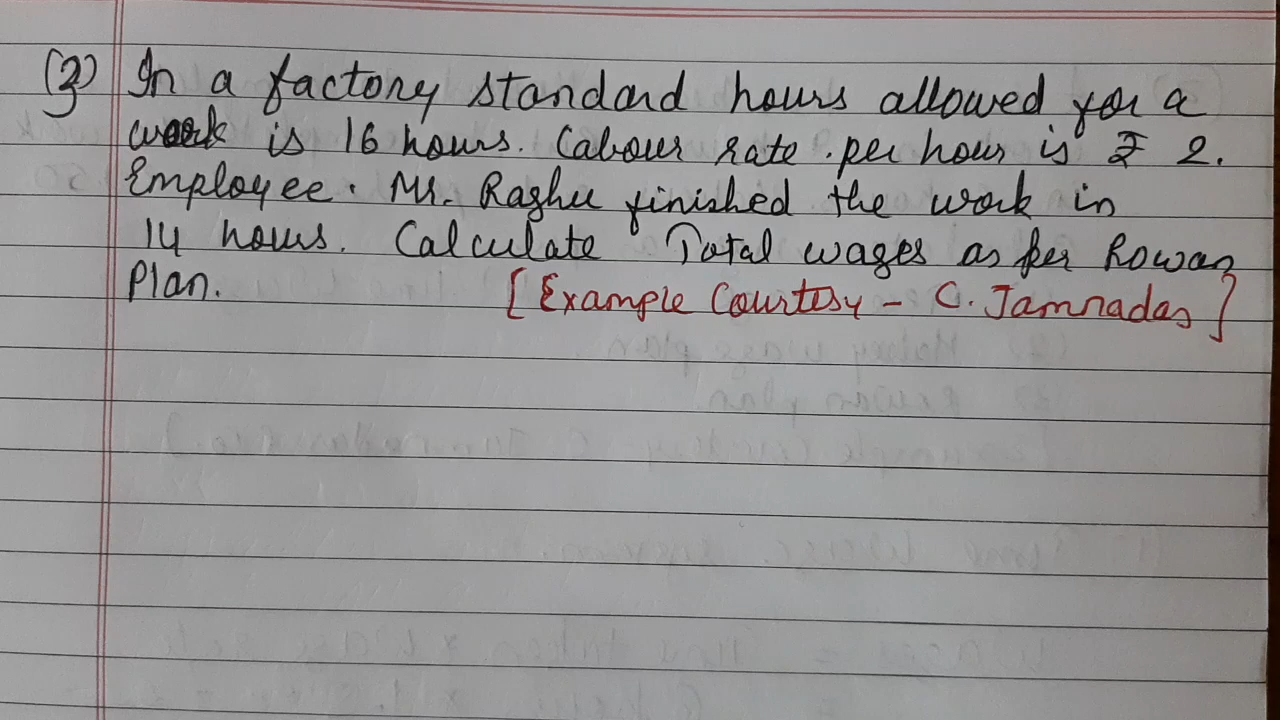 (3) In a factory standard hours allowed for a
work is 16 hours. Labour rate per hour is ₹ 2.
Employee. Mr. Raghu finished the work in
14 hours. Calculate Total wages as per Rowan
Plan.
[Example Courtesy - C. Jamnadas]